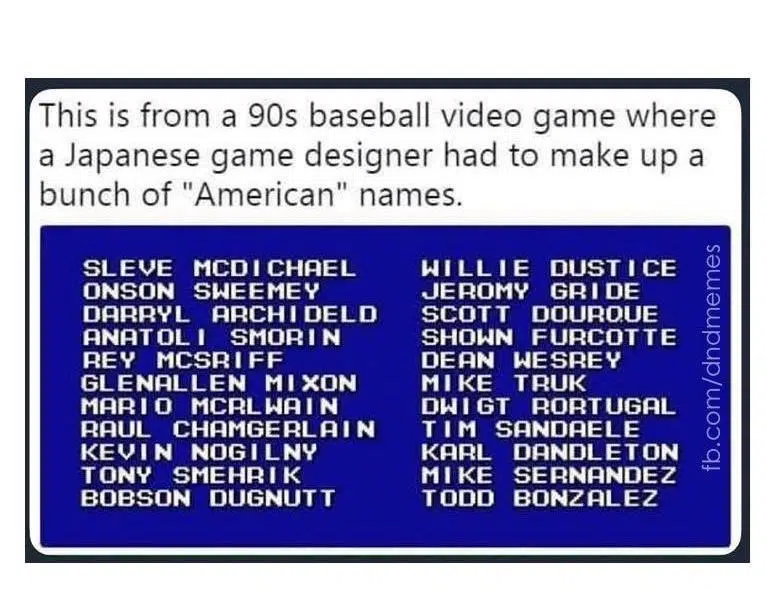 This is from a 90s baseball video game where
a Japanese game designer had to make up a
bunch of "American" names.
SLEVE MCDICHAEL
ONSON SWEEMEY
DARRYL ARCHIDELD
ANATOLI SMORIN
REY MCSRIFF
GLENALLEN MIXON
MARIO MCRLWAIN
RAUL CHAMGERLAIN
KEVIN NOGILNY
TONY SMEHRIK
BOBSON DUGNUTT
WILLIE DUSTICE
JEROMY GRIDE
SCOTT DOURQUE
SHOWN FURCOTTE
DEAN WESREY
MIKE TRUK
DWIGT RORTUGAL
TIM SANDAELE
KARL DANDLETON
MIKE SERNANDEZ
TODD BONZALEZ
fb.com/dndmemes